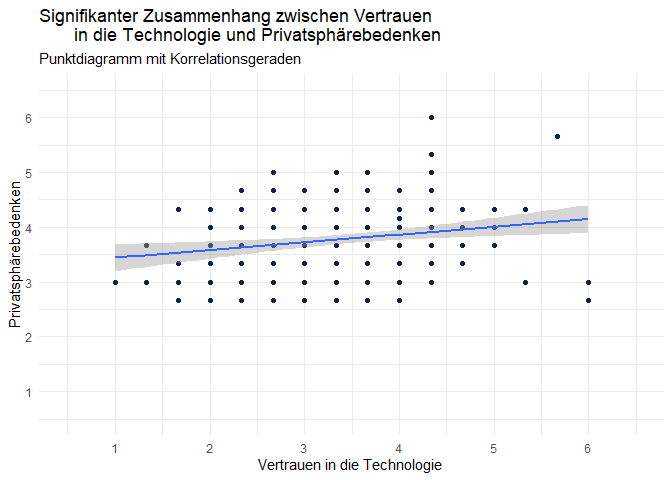 Signifikanter Zusammenhang zwischen Vertrauen
in die Technologie und Privatsphärebedenken
Punktdiagramm mit Korrelationsgeraden
Privatsphärebedenken
6
5
4
3
2
1
1 2 3 4 5 6
Vertrauen in die Technologie